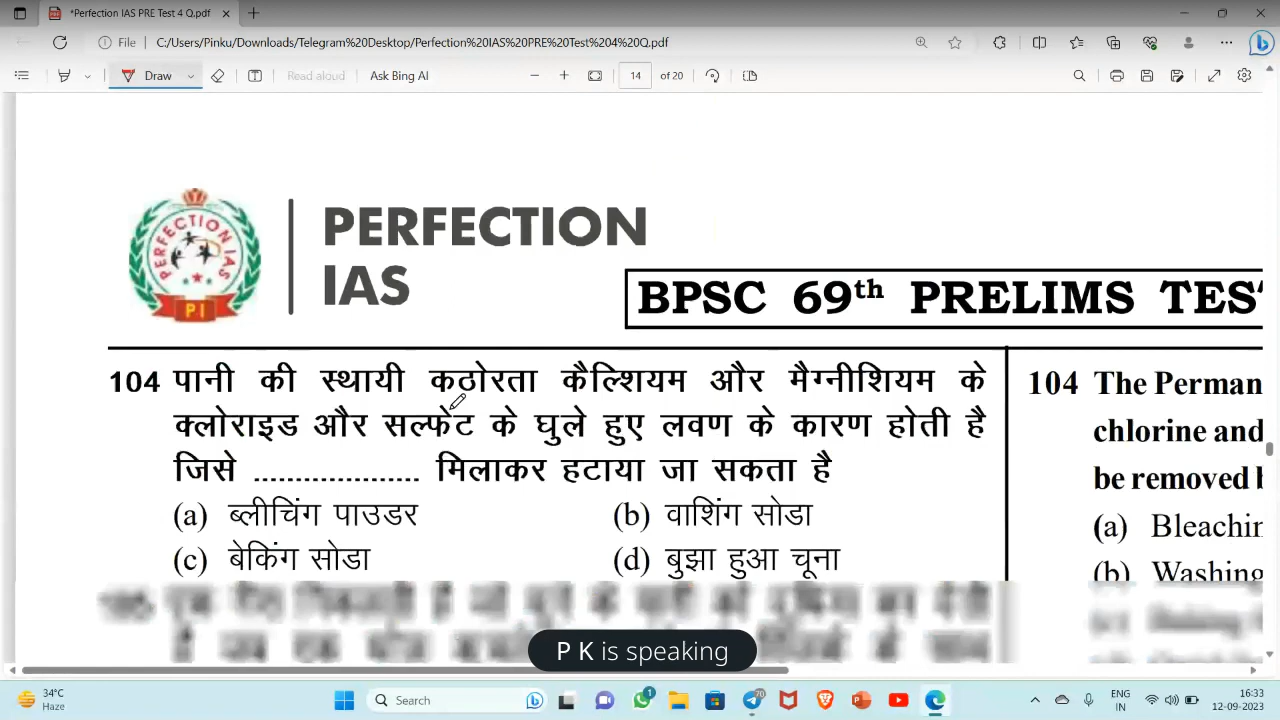 *Perfection IAS PRE Test 4 Q.pdf
File C:/Users/Pinku/Downloads/Telegram%20Desktop/Perfection%20IAS%20PRE%20Test%204%20Q.pdf
Draw Read aloud Ask Bing AI 14 of 20
PERFECTION IAS
PI
PERFECTION
IAS
BPSC 69th PRELIMS TES
104 पानी की स्थायी कठोरता कैल्शियम और मैग्नीशियम के
क्लोराइड और सल्फेट के घुले हुए लवण के कारण होती है
जिसे .................... मिलाकर हटाया जा सकता है
(a) ब्लीचिंग पाउडर (b) वाशिंग सोडा
(c) बेकिंग सोडा (d) बुझा हुआ चूना
104 The Perman
chlorine and
be removed b
(a) Bleachin
(b) Washing
P K is speaking
34°C
Haze
Search
1
70
ENG
IN
16:33
12-09-2023